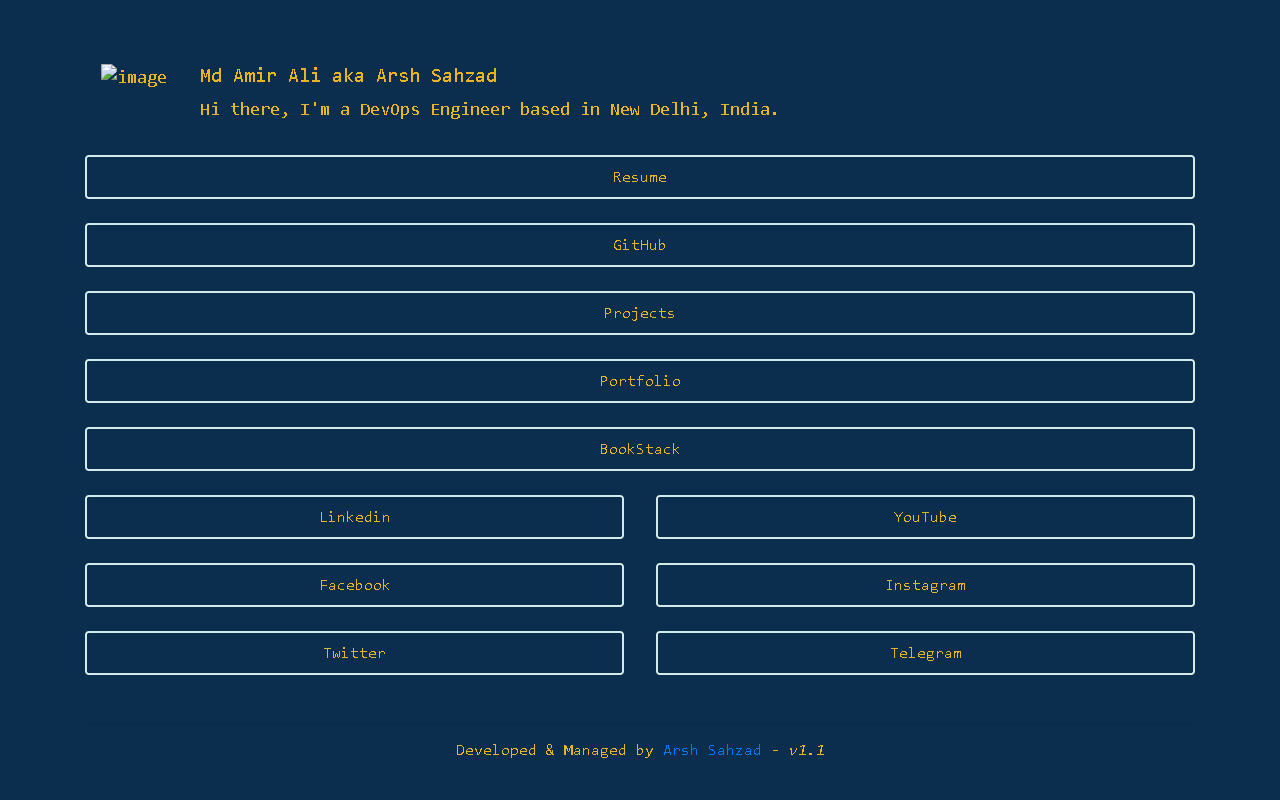 image
Md Amir Ali aka Arsh Sahzad
Hi there, I'm a DevOps Engineer based in New Delhi, India.
Resume
GitHub
Projects
Portfolio
BookStack
Linkedin
YouTube
Facebook
Instagram
Twitter
Telegram
Developed & Managed by Arsh Sahzad - v1.1